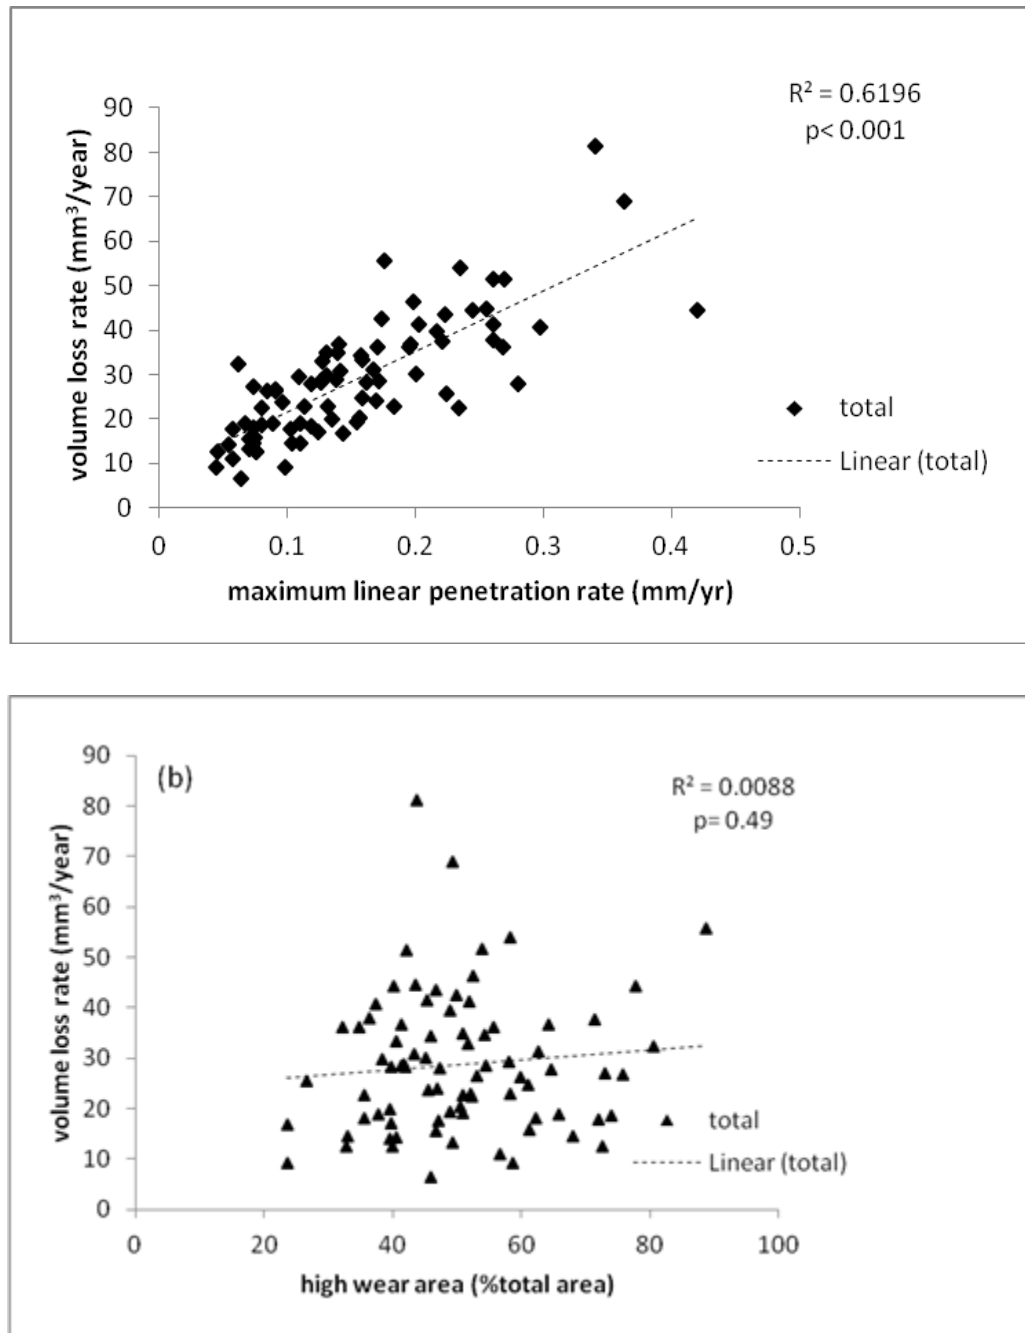 R² = 0.6196
p< 0.001
volume loss rate (mm³/year)
90
80
70
60
50
40
30
20
10
0
0 0.1 0.2 0.3 0.4 0.5
maximum linear penetration rate (mm/yr)
total
Linear (total)
(b)
R² = 0.0088
p= 0.49
volume loss rate (mm³/year)
90
80
70
60
50
40
30
20
10
0
0 20 40 60 80 100
high wear area (%total area)
total
Linear (total)